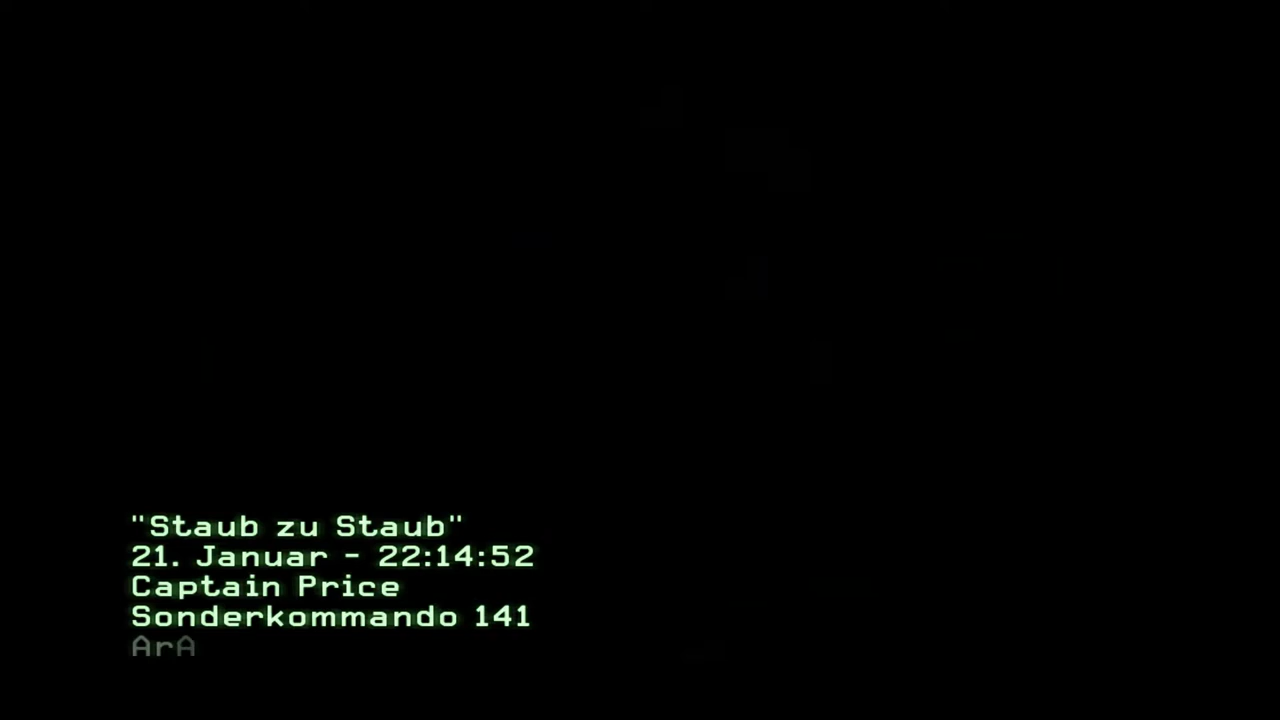 "Staub zu Staub"
21. Januar - 22:14:52
Captain Price
Sonderkommando 141
ArA